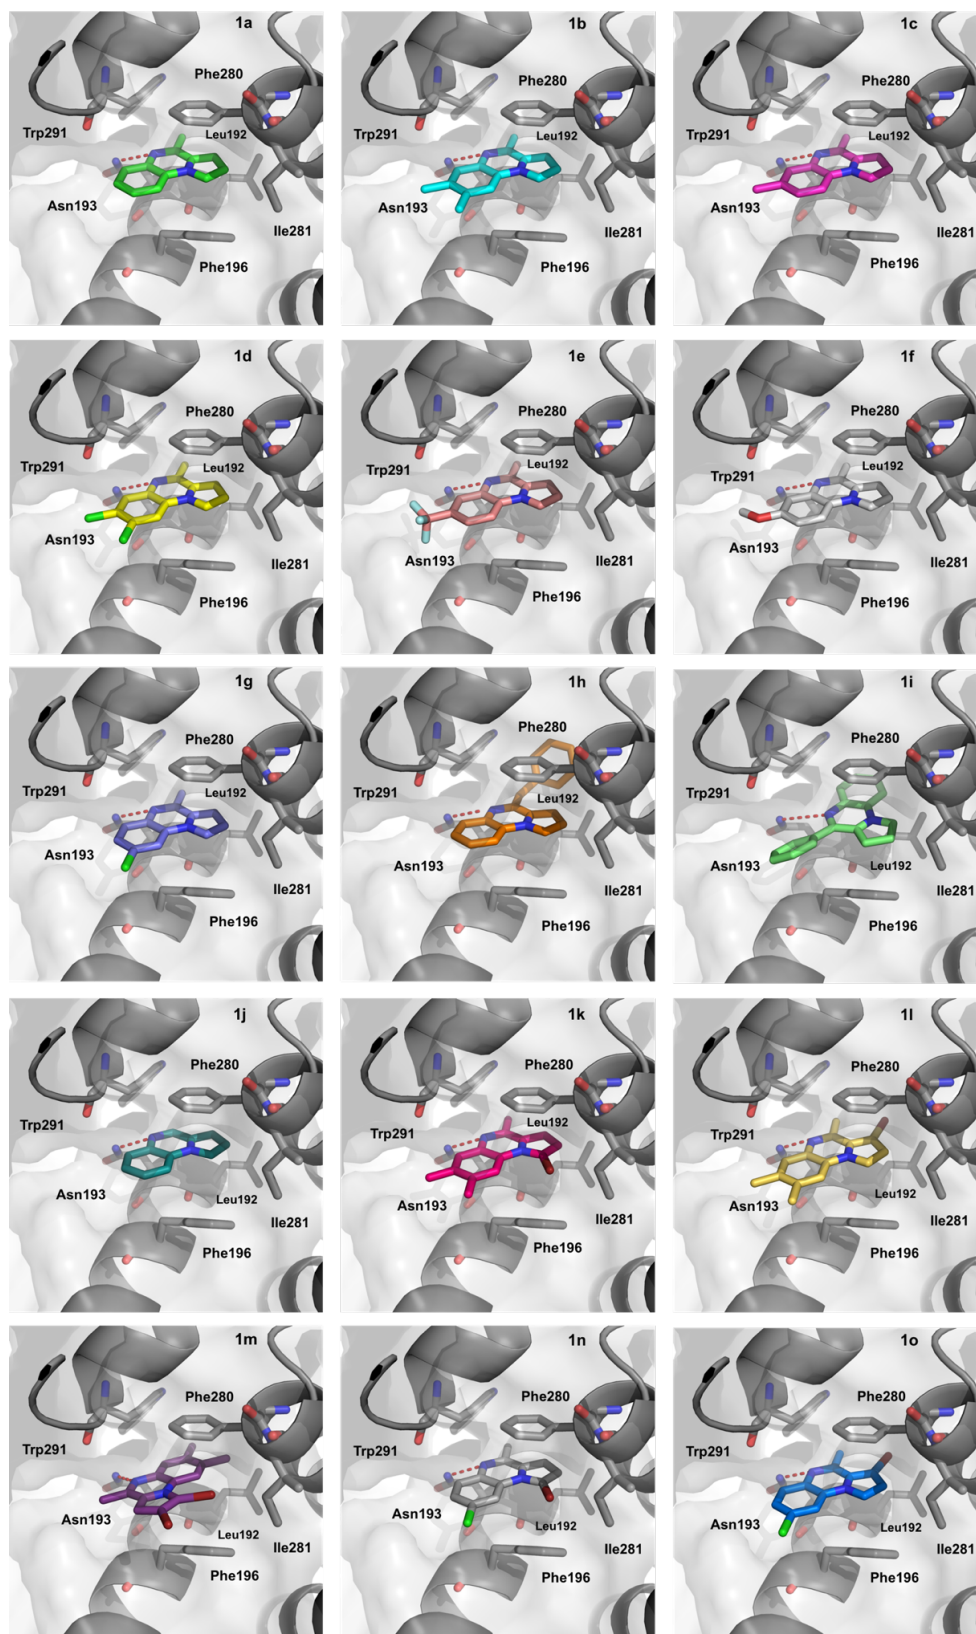 1a
Phe280
Trp291
Leu192
Asn193
Ile281
Phe196
1b
Phe280
Trp291
Leu192
Asn193
Ile281
Phe196
1c
Phe280
Trp291
Leu192
Asn193
Ile281
Phe196
1d
Phe280
Trp291
Leu192
Asn193
Ile281
Phe196
1e
Phe280
Trp291
Leu192
Asn193
Ile281
Phe196
1f
Phe280
Trp291
Leu192
Asn193
Ile281
Phe196
1g
Phe280
Trp291
Leu192
Asn193
Ile281
Phe196
1h
Phe280
Trp291
Leu192
Asn193
Ile281
Phe196
1i
Phe280
Trp291
Asn193
Leu192
Ile281
Phe196
1j
Phe280
Trp291
Asn193
Leu192
Ile281
Phe196
1k
Phe280
Leu192
Trp291
Asn193
Ile281
Phe196
1l
Phe280
Trp291
Leu192
Asn193
Ile281
Phe196
1m
Phe280
Trp291
Asn193
Leu192
Ile281
Phe196
1n
Phe280
Trp291
Asn193
Leu192
Ile281
Phe196
1o
Phe280
Trp291
Asn193
Leu192
Ile281
Phe196